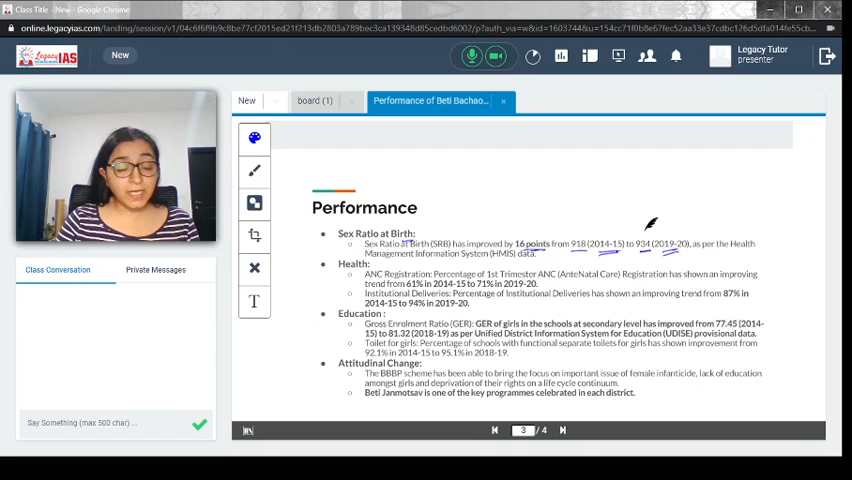 Class Title - Google Chrome
online.legacyias.com/landing/session/
Legacy IAS
New
Legacy Tutor
presenter
New
board (1)
Performance of Beti Bachao...
Class Conversation
Private Messages
Performance
Sex Ratio at Birth:
Sex Ratio at Birth (SRB) has improved by 16 points from 918 (2014-15) to 934 (2019-20), as per the Health
Management Information System (HMIS) data.
Health:
ANC Registration: Percentage of 1st Trimester ANC (AnteNatal Care) Registration has shown an improving
trend from 61% in 2014-15 to 71% in 2019-20.
Institutional Deliveries: Percentage of Institutional Deliveries has shown an improving trend from 87% in
2014-15 to 94% in 2019-20.
Education :
Gross Enrolment Ratio (GER): GER of girls in the schools at secondary level has improved from 77.45 (2014-
15) to 81.32 (2018-19) as per Unified District Information System for Education (UDISE) provisional data.
Toilet for girls: Percentage of schools with functional separate toilets for girls has shown improvement from
92.1% in 2014-15 to 95.1% in 2018-19.
Attitudinal Change:
The BBBP scheme has been able to bring the focus on important issue of female infanticide, lack of education
amongst girls and deprivation of their rights on a life cycle continuum.
Beti Janmotsav is one of the key programmes celebrated in each district.
Say Something (max 500 char) ...
3 / 4